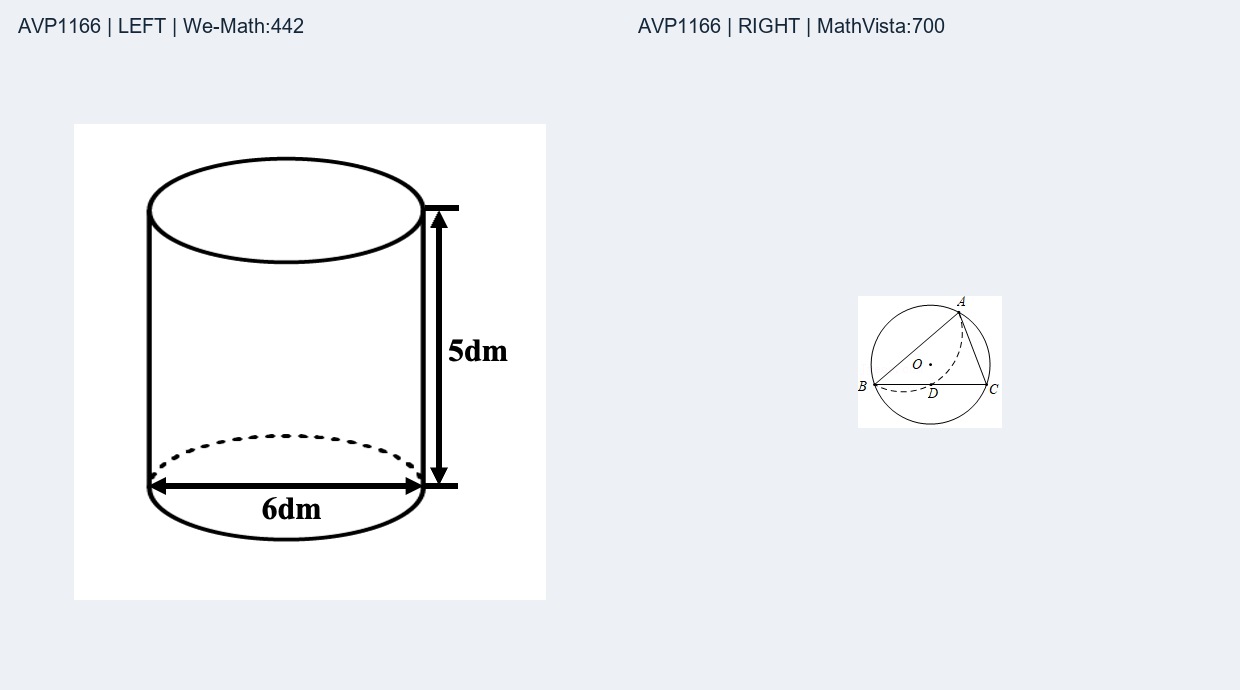 AVP1166 | LEFT | We-Math:442
AVP1166 | RIGHT | MathVista:700
5dm
6dm
A
O
B
D
C